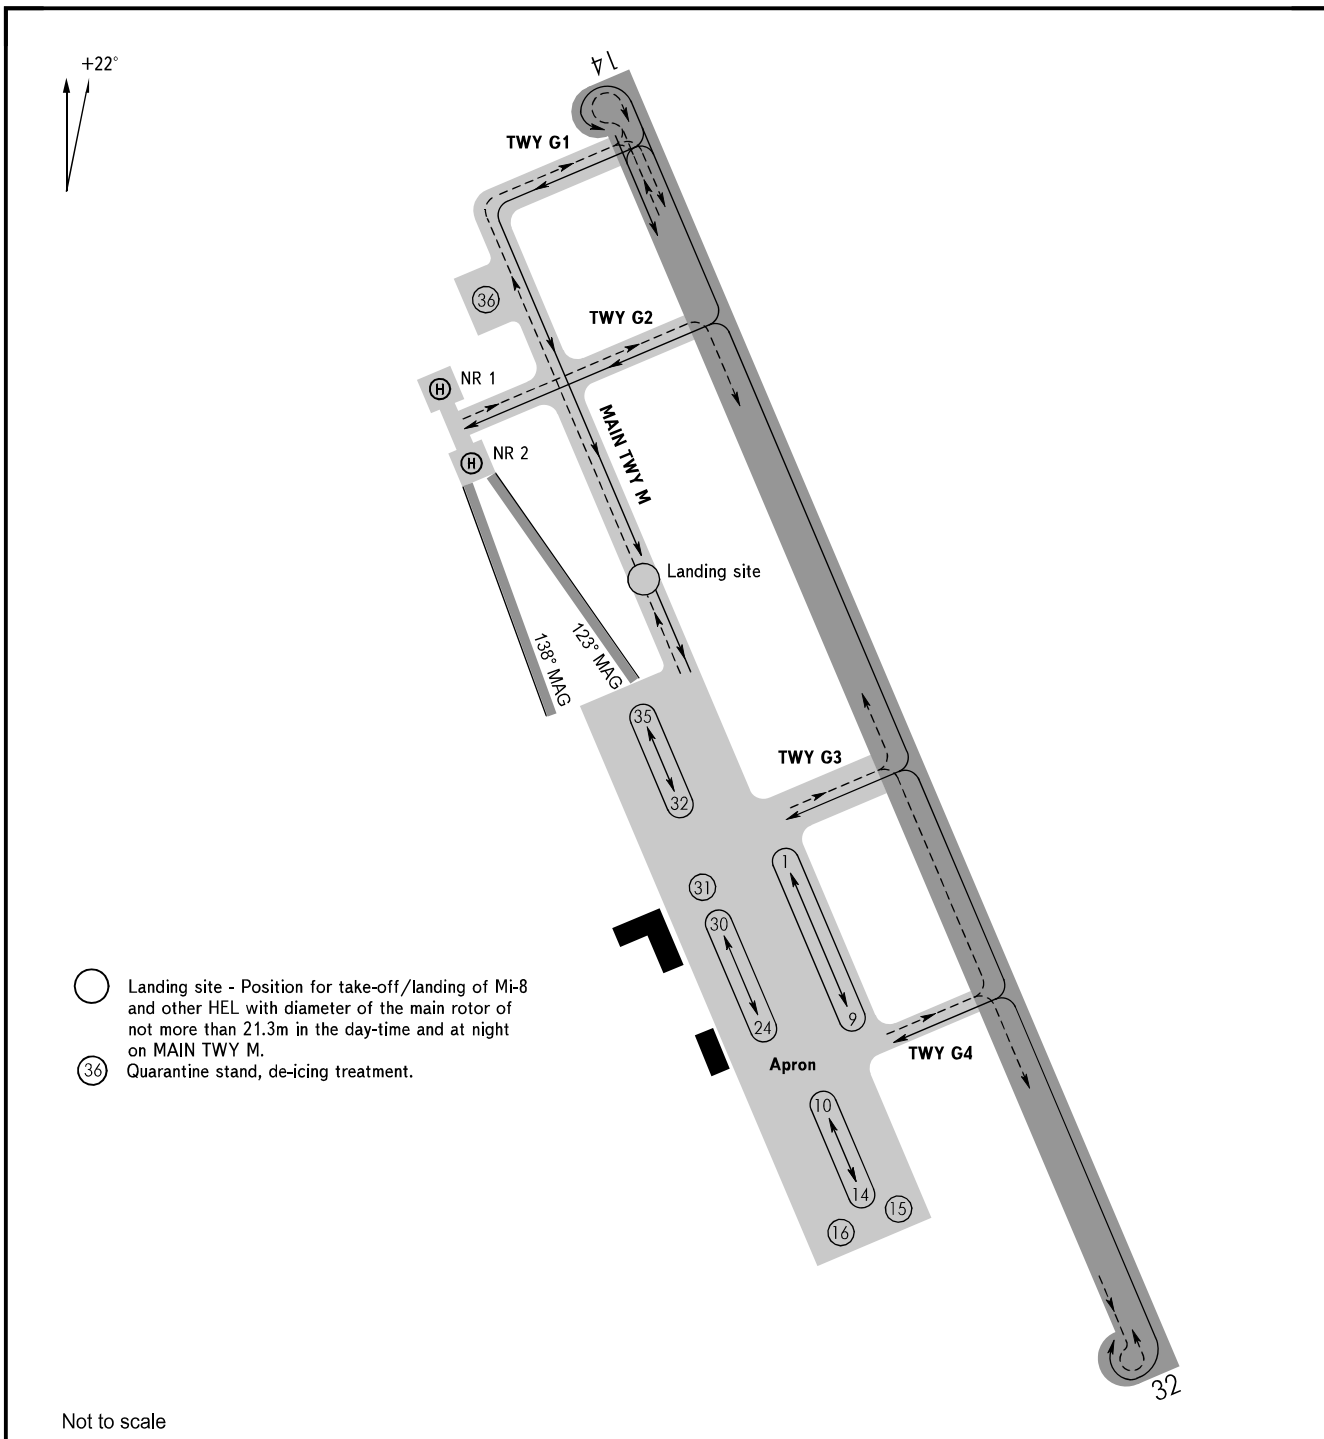 +22°
14
TWY G1
36
TWY G2
H NR 1
H NR 2
MAIN TWY M
Landing site
138° MAG
123° MAG
35
32
TWY G3
1
31
30
24
9
TWY G4
Apron
10
14
15
16
32
Landing site - Position for take-off/landing of Mi-8
and other HEL with diameter of the main rotor of
not more than 21.3m in the day-time and at night
on MAIN TWY M.
36 Quarantine stand, de-icing treatment.
Not to scale